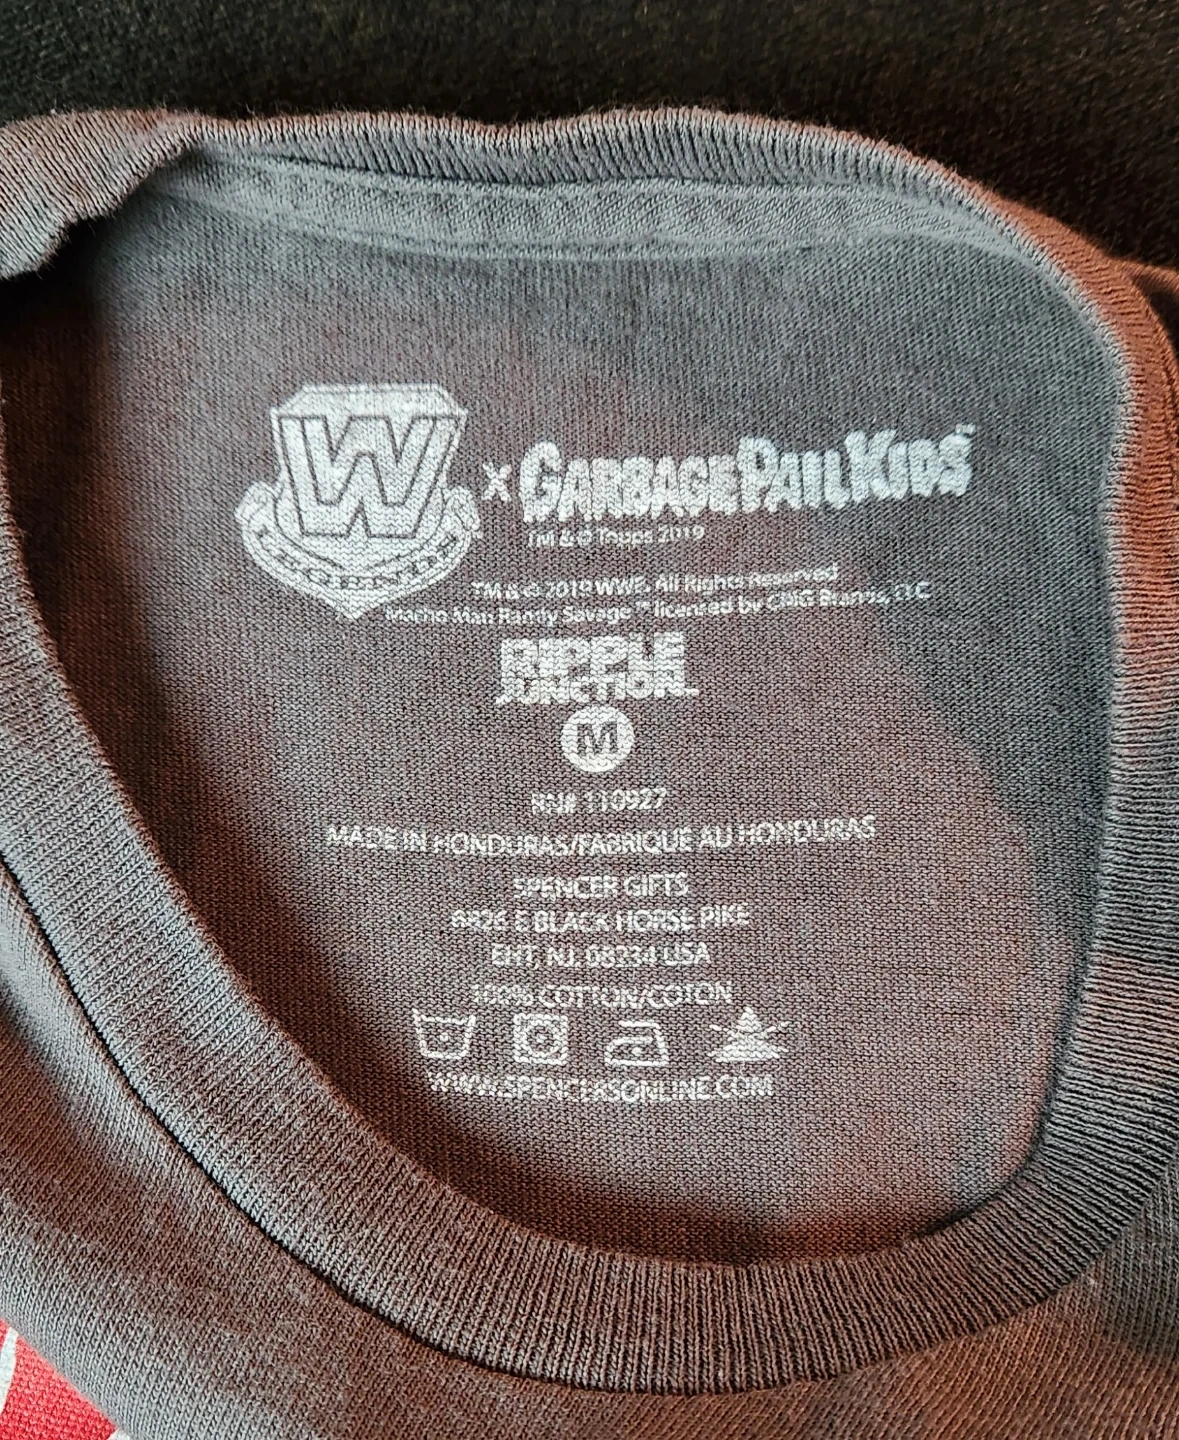 W
LEGENDS
x GARBAGE PAIL KIDS™
TM & © Topps 2019
TM & © 2019 WWE. All Rights Reserved
Macho Man Randy Savage™ licensed by CMG Brands, LLC
RIPPLE
JUNCTION
M
RN# 110927
MADE IN HONDURAS/FABRIQUE AU HONDURAS
SPENCER GIFTS
6826 E BLACK HORSE PIKE
EHT, NJ. 08234 USA
100% COTTON/COTON
WWW.SPENCERSONLINE.COM